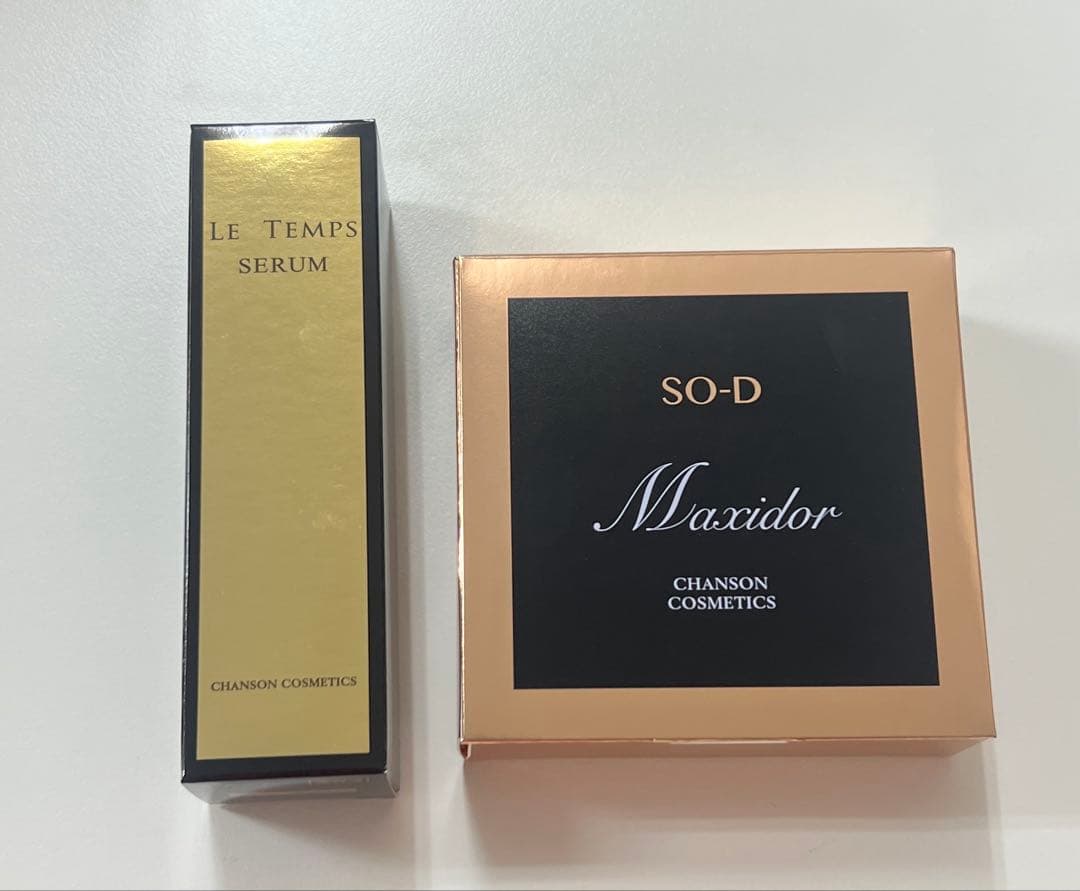 LE TEMPS
SERUM
CHANSON COSMETICS
SO-D
Maxidor
CHANSON
COSMETICS